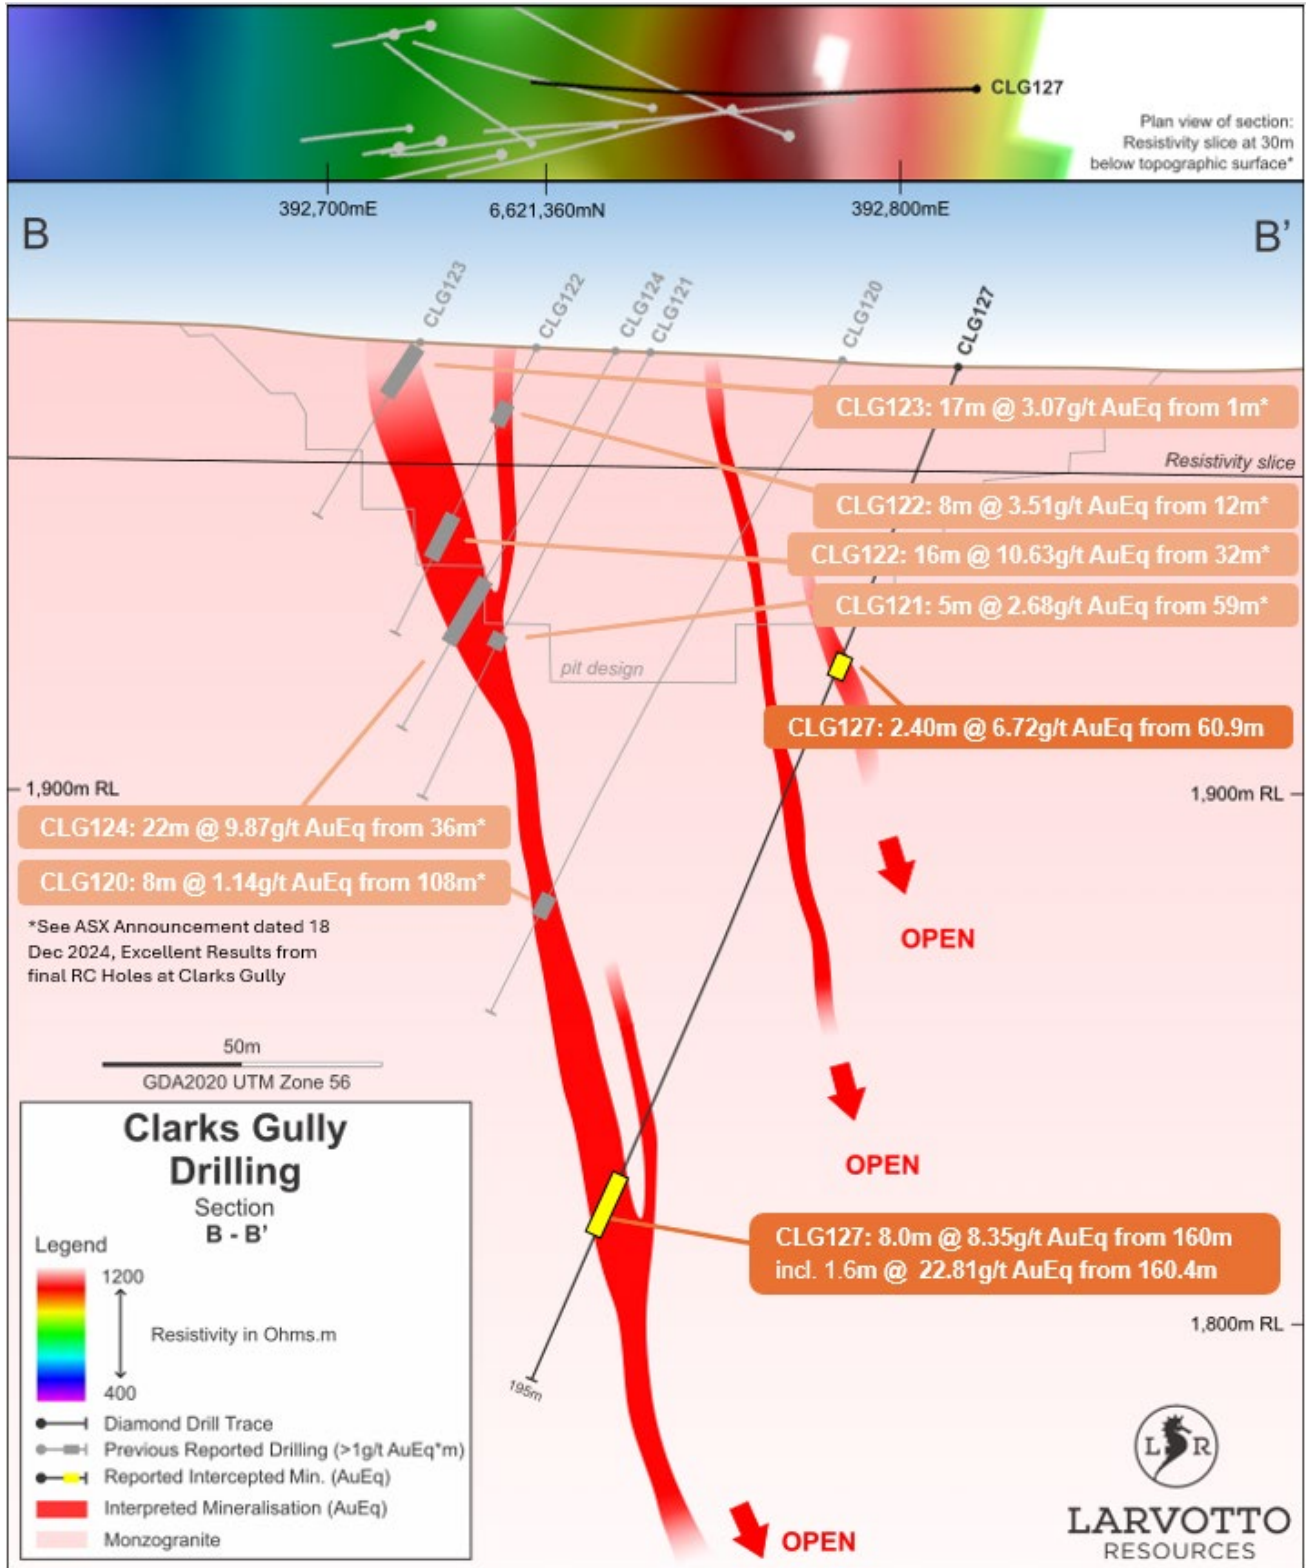 CLG127
Plan view of section:
Resistivity slice at 30m
below topographic surface*
392,700mE
6,621,360mN
392,800mE
B
B'
CLG123
CLG122
CLG124
CLG121
CLG120
CLG127
CLG123: 17m @ 3.07g/t AuEq from 1m*
Resistivity slice
CLG122: 8m @ 3.51g/t AuEq from 12m*
CLG122: 16m @ 10.63g/t AuEq from 32m*
CLG121: 5m @ 2.68g/t AuEq from 59m*
pit design
CLG127: 2.40m @ 6.72g/t AuEq from 60.9m
1,900m RL
1,900m RL
CLG124: 22m @ 9.87g/t AuEq from 36m*
CLG120: 8m @ 1.14g/t AuEq from 108m*
*See ASX Announcement dated 18
Dec 2024, Excellent Results from
final RC Holes at Clarks Gully
OPEN
50m
GDA2020 UTM Zone 56
OPEN
Clarks Gully
Drilling
Section
B - B'
Legend
1200
Resistivity in Ohms.m
400
Diamond Drill Trace
Previous Reported Drilling (>1g/t AuEq*m)
Reported Intercepted Min. (AuEq)
Interpreted Mineralisation (AuEq)
Monzogranite
CLG127: 8.0m @ 8.35g/t AuEq from 160m
incl. 1.6m @ 22.81g/t AuEq from 160.4m
1,800m RL
195m
OPEN
L R
LARVOTTO
RESOURCES